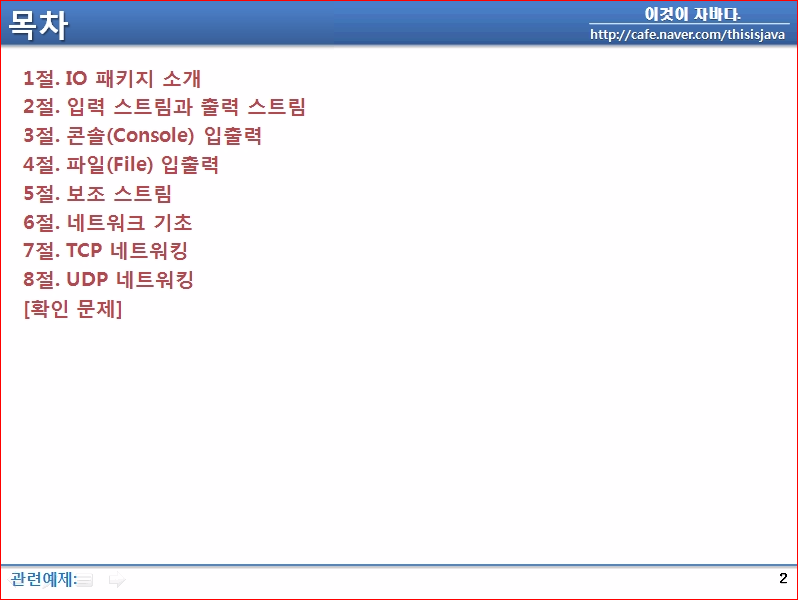 목차
이것이 자바다.
http://cafe.naver.com/thisisjava
1절. IO 패키지 소개
2절. 입력 스트림과 출력 스트림
3절. 콘솔(Console) 입출력
4절. 파일(File) 입출력
5절. 보조 스트림
6절. 네트워크 기초
7절. TCP 네트워킹
8절. UDP 네트워킹
[확인 문제]
관련예제:
2